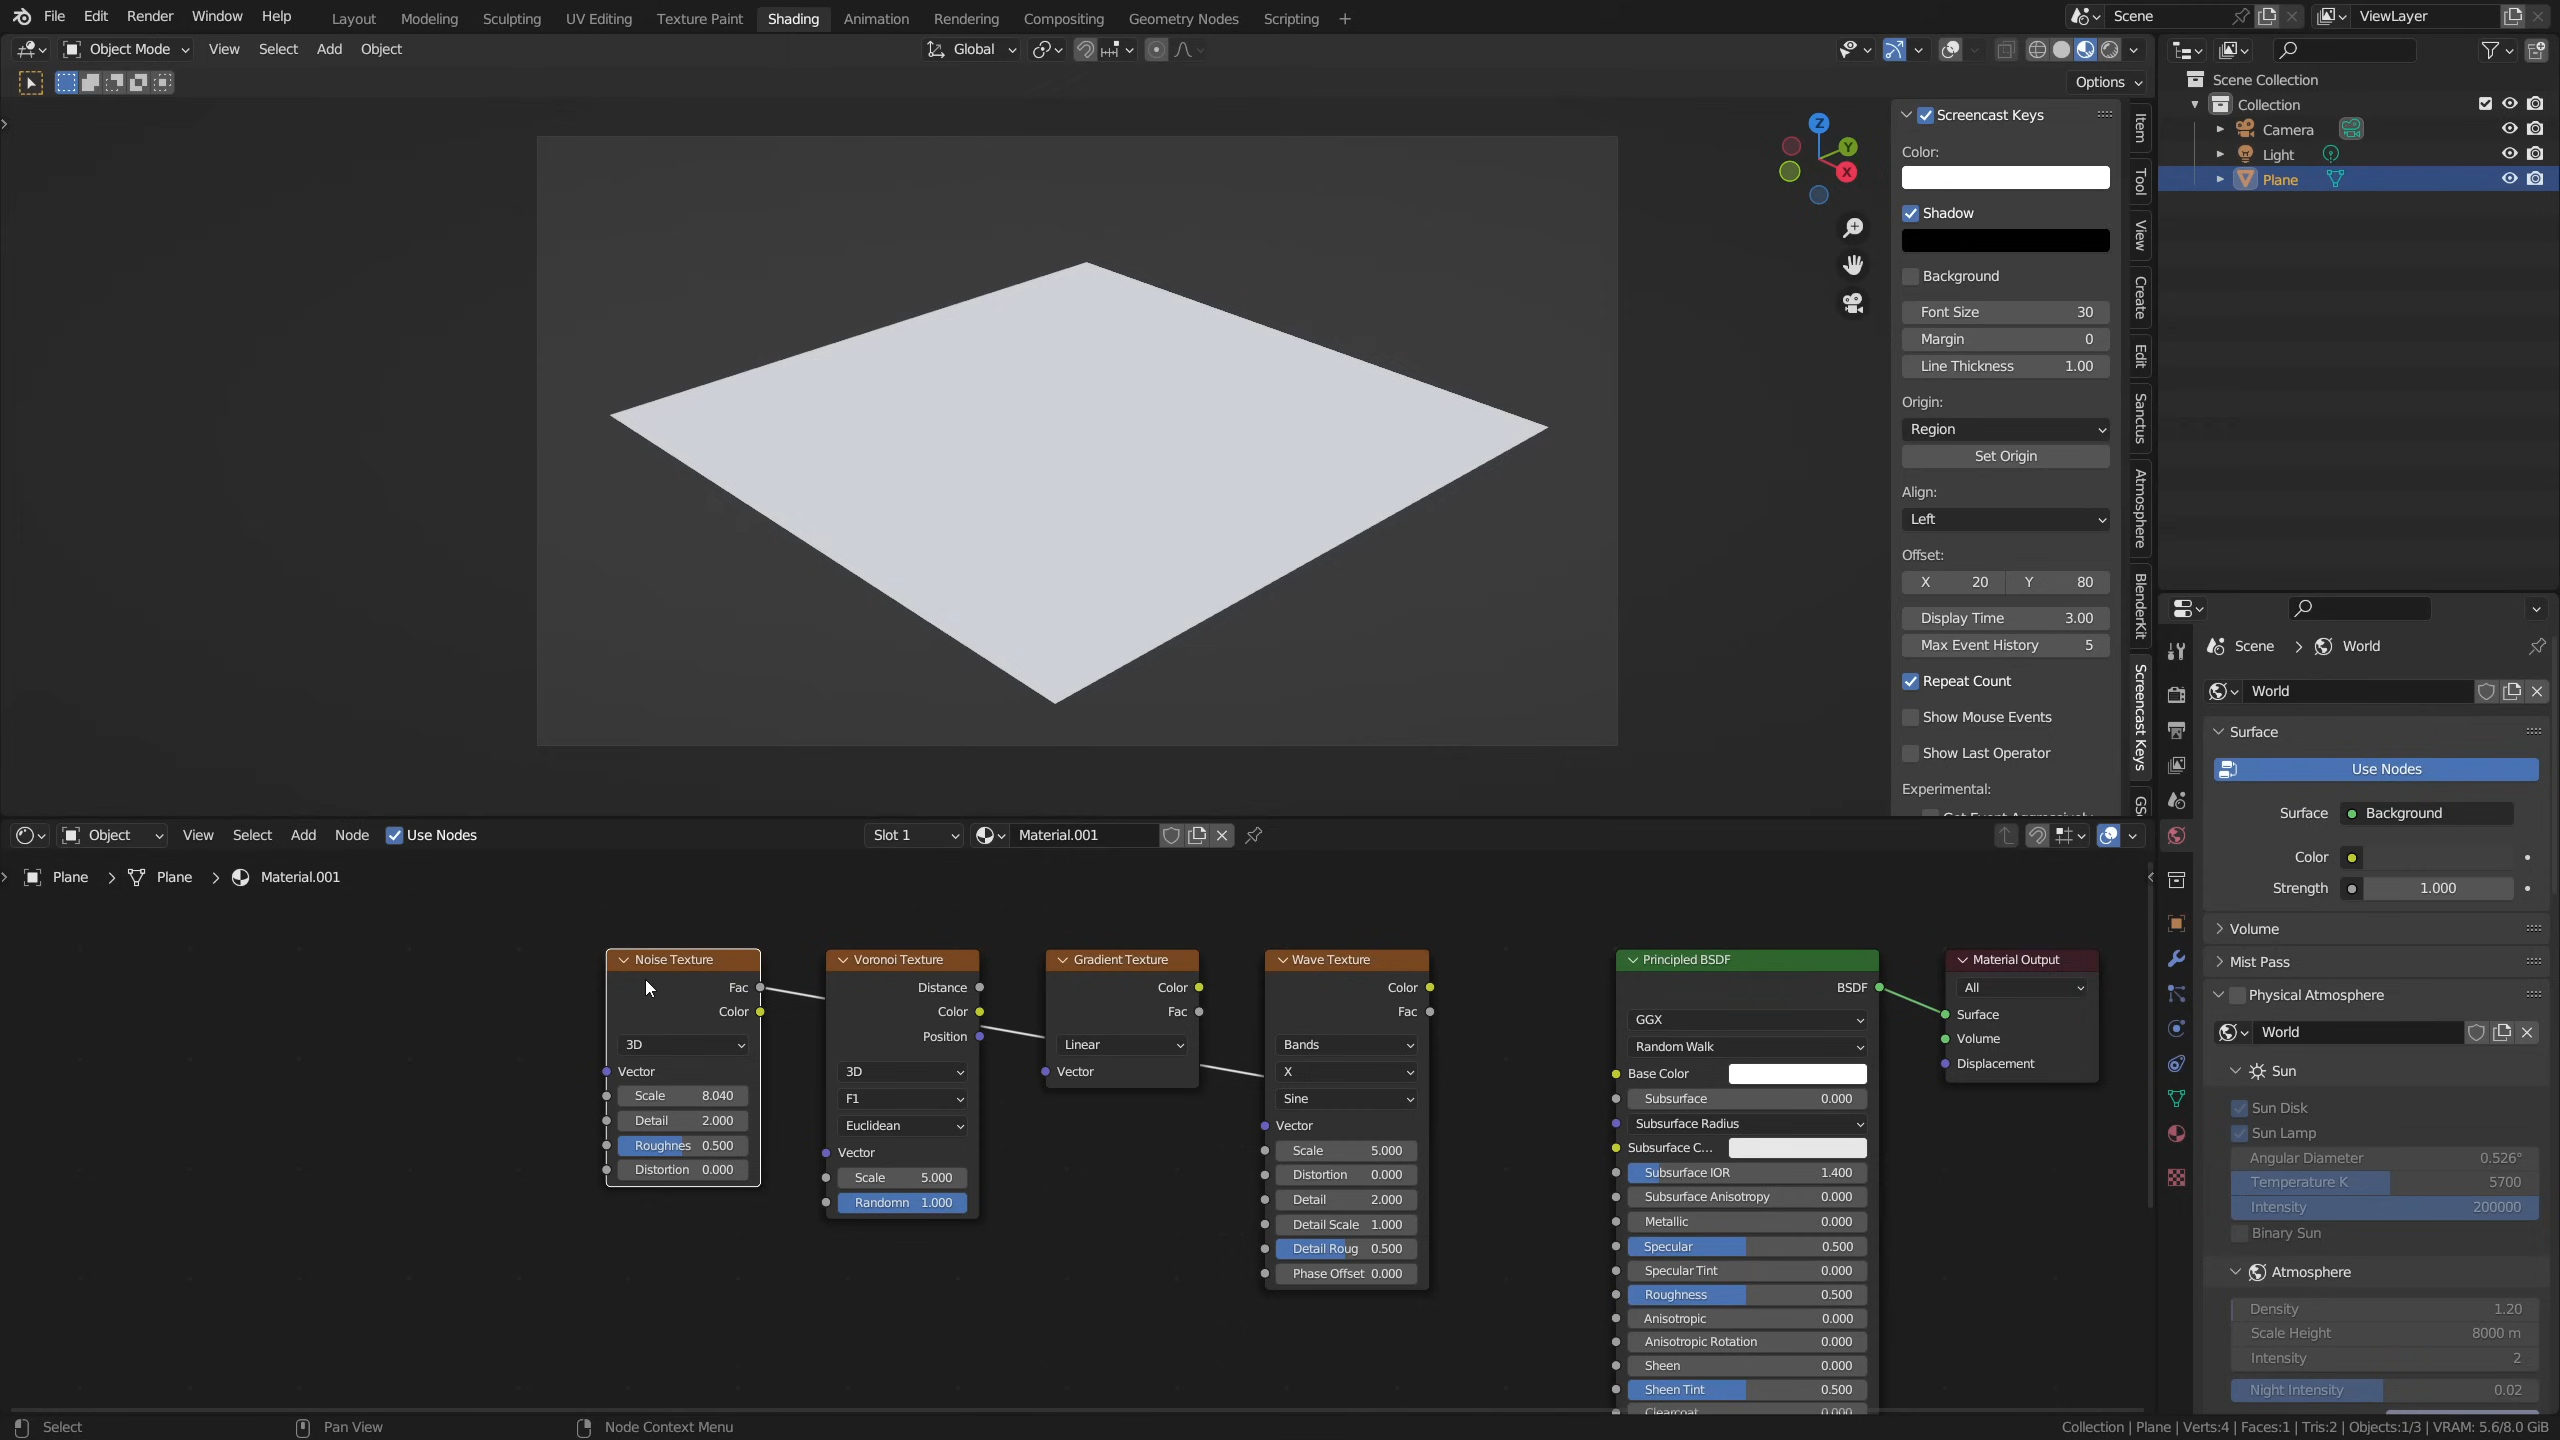 File Edit Render Window Help Layout Modeling Sculpting UV Editing Texture Paint Shading Animation Rendering Compositing Geometry Nodes Scripting + Scene ViewLayer
Object Mode View Select Add Object Global
Options
Scene Collection
Collection
Camera
Light
Plane
Screencast Keys
Color:
Shadow
Background
Font Size 30
Margin 0
Line Thickness 1.00
Origin:
Region
Set Origin
Align:
Left
Offset:
X 20 Y 80
Display Time 3.00
Max Event History 5
Repeat Count
Show Mouse Events
Show Last Operator
Experimental:
Z
Y
X
Item
Tool
View
Create
Edit
Sanctus
Atmosphere
BlenderKit
Screencast Keys
Scene > World
World
Surface
Use Nodes
Surface Background
Color
Strength 1.000
Volume
Mist Pass
Physical Atmosphere
World
Sun
Sun Disk
Sun Lamp
Angular Diameter 0.526°
Temperature K 5700
Intensity 200000
Binary Sun
Atmosphere
Density 1.20
Scale Height 8000 m
Intensity 2
Night Intensity 0.02
Object View Select Add Node Use Nodes Slot 1 Material.001
Plane > Plane > Material.001
Noise Texture
Fac
Color
3D
Vector
Scale 8.040
Detail 2.000
Roughnes 0.500
Distortion 0.000
Voronoi Texture
Distance
Color
Position
3D
F1
Euclidean
Vector
Scale 5.000
Randomn 1.000
Gradient Texture
Color
Fac
Linear
Vector
Wave Texture
Color
Fac
Bands
X
Sine
Vector
Scale 5.000
Distortion 0.000
Detail 2.000
Detail Scale 1.000
Detail Roug 0.500
Phase Offset 0.000
Principled BSDF
BSDF
GGX
Random Walk
Base Color
Subsurface 0.000
Subsurface Radius
Subsurface C...
Subsurface IOR 1.400
Subsurface Anisotropy 0.000
Metallic 0.000
Specular 0.500
Specular Tint 0.000
Roughness 0.500
Anisotropic 0.000
Anisotropic Rotation 0.000
Sheen 0.000
Sheen Tint 0.500
Clearcoat 0.000
Material Output
All
Surface
Volume
Displacement
Select Pan View Node Context Menu Collection | Plane | Verts:4 | Faces:1 | Tris:2 | Objects:1/3 | VRAM: 5.6/8.0 GiB